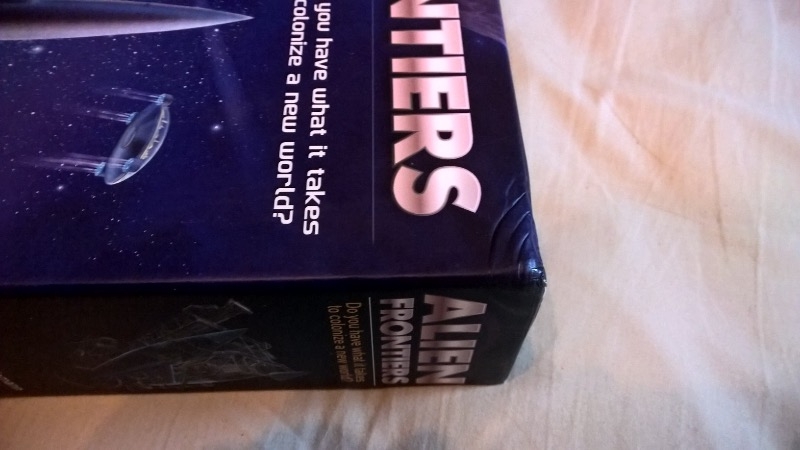 NTIERS
you have what it takes
colonize a new world?
ALIEN
FRONTIERS
Do you have what it takes
to colonize a new world?